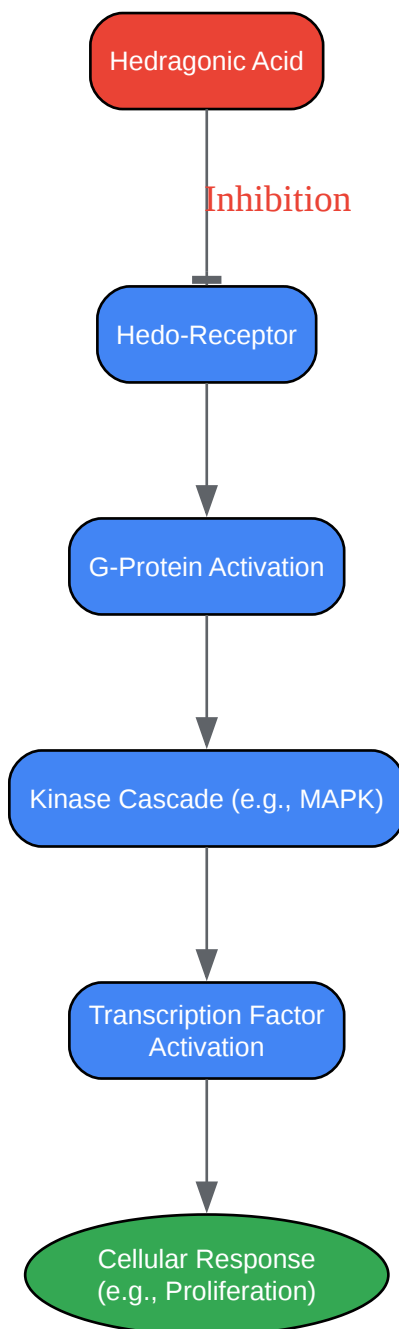 Hedragonic Acid
Inhibition
Hedo-Receptor
G-Protein Activation
Kinase Cascade (e.g., MAPK)
Transcription Factor
Activation
Cellular Response
(e.g., Proliferation)